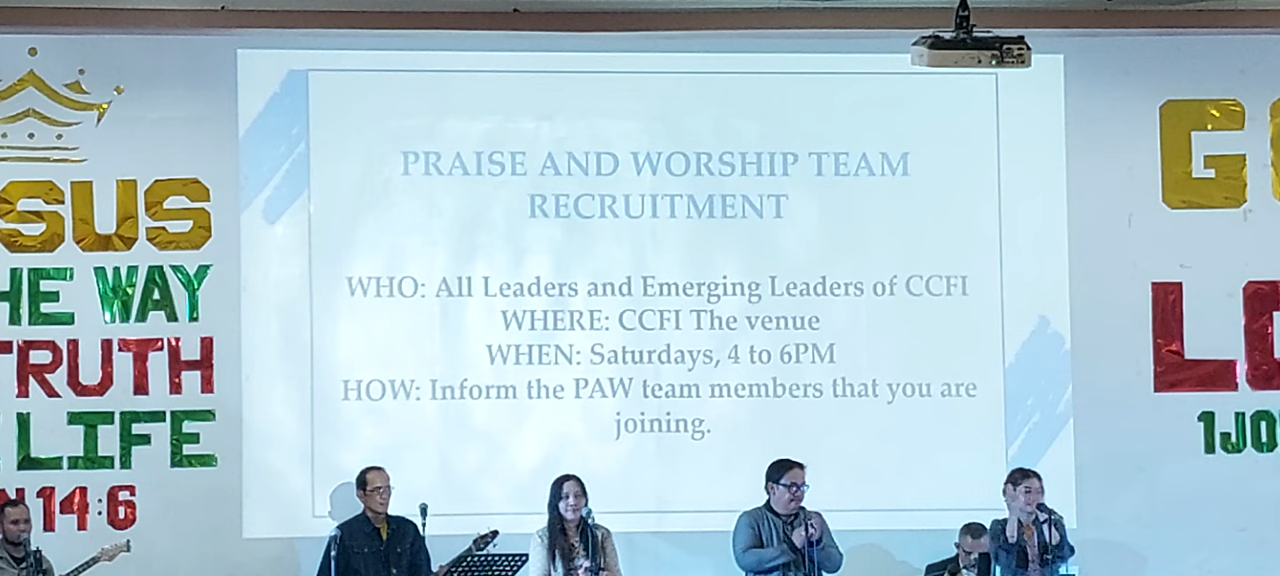 SUS
HE WAY
TRUTH
LIFE
N 14:6
PRAISE AND WORSHIP TEAM
RECRUITMENT
WHO: All Leaders and Emerging Leaders of CCFI
WHERE: CCFI The venue
WHEN: Saturdays, 4 to 6PM
HOW: Inform the PAW team members that you are
joining.
G
LO
1JO